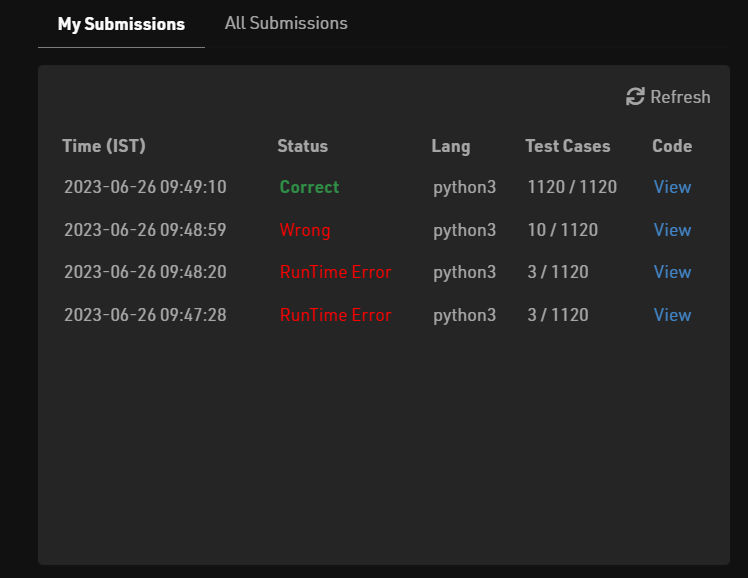 My Submissions All Submissions
Refresh
Time (IST) Status Lang Test Cases Code
2023-06-26 09:49:10 Correct python3 1120 / 1120 View
2023-06-26 09:48:59 Wrong python3 10 / 1120 View
2023-06-26 09:48:20 RunTime Error python3 3 / 1120 View
2023-06-26 09:47:28 RunTime Error python3 3 / 1120 View